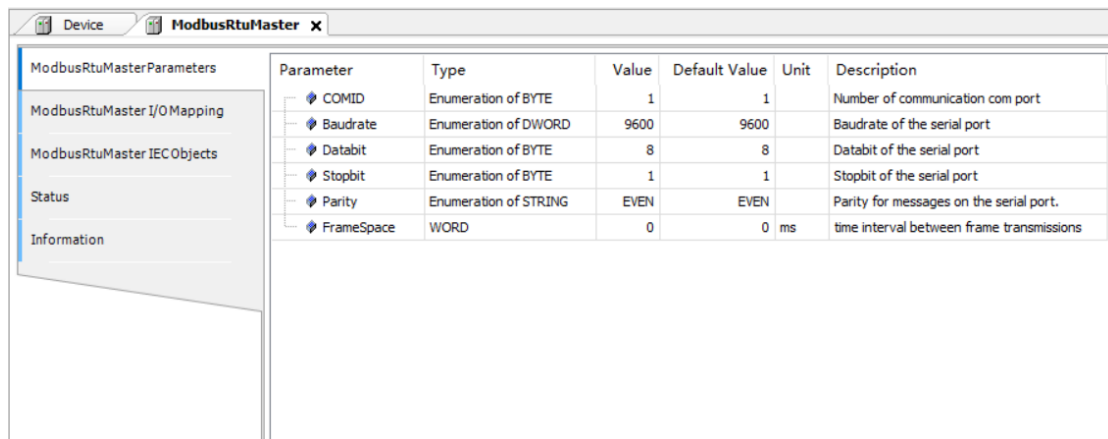 Device ModbusRtuMaster
ModbusRtuMasterParameters
ModbusRtuMaster I/OMapping
ModbusRtuMaster IECObjects
Status
Information
Parameter Type Value Default Value Unit Description
COMID Enumeration of BYTE 1 1 Number of communication com port
Baudrate Enumeration of DWORD 9600 9600 Baudrate of the serial port
Databit Enumeration of BYTE 8 8 Databit of the serial port
Stopbit Enumeration of BYTE 1 1 Stopbit of the serial port
Parity Enumeration of STRING EVEN EVEN Parity for messages on the serial port.
FrameSpace WORD 0 0 ms time interval between frame transmissions